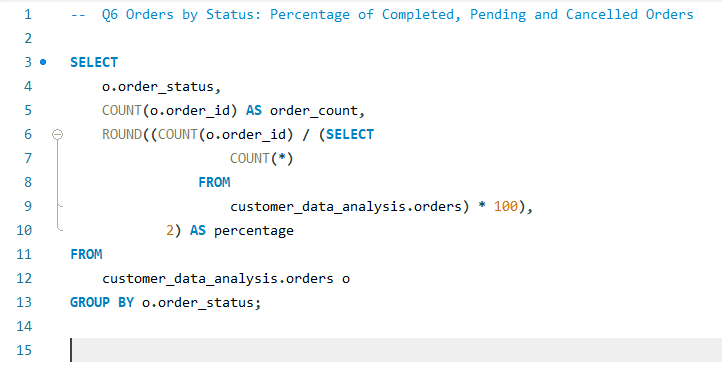 1 -- Q6 Orders by Status: Percentage of Completed, Pending and Cancelled Orders
2
3 SELECT
4 o.order_status,
5 COUNT(o.order_id) AS order_count,
6 ROUND((COUNT(o.order_id) / (SELECT
7 COUNT(*)
8 FROM
9 customer_data_analysis.orders) * 100),
10 2) AS percentage
11 FROM
12 customer_data_analysis.orders o
13 GROUP BY o.order_status;
14
15